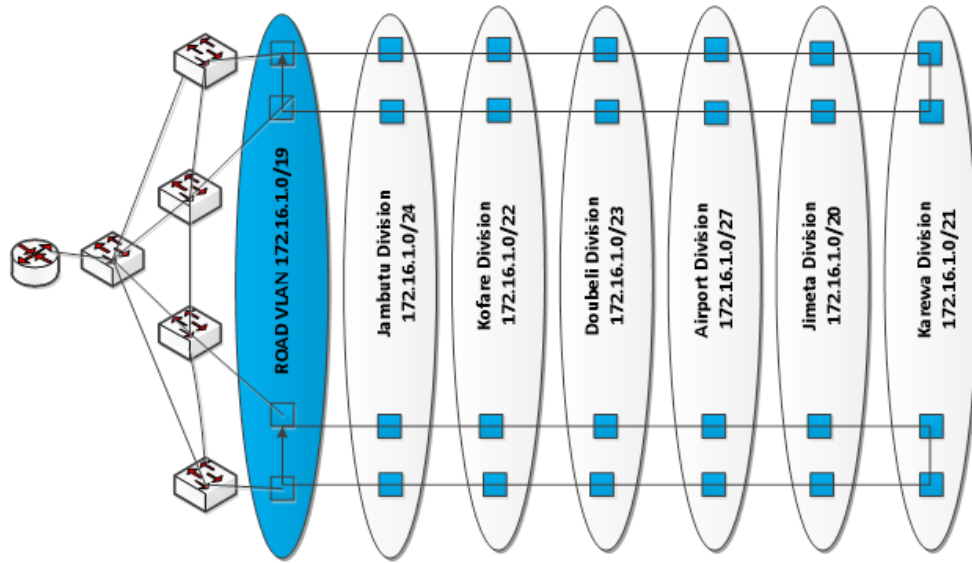 ROAD VLAN 172.16.1.0/19
Jambutu Division
172.16.1.0/24
Kofare Division
172.16.1.0/22
Doubeli Division
172.16.1.0/23
Airport Division
172.16.1.0/27
Jimeta Division
172.16.1.0/20
Karewa Division
172.16.1.0/21